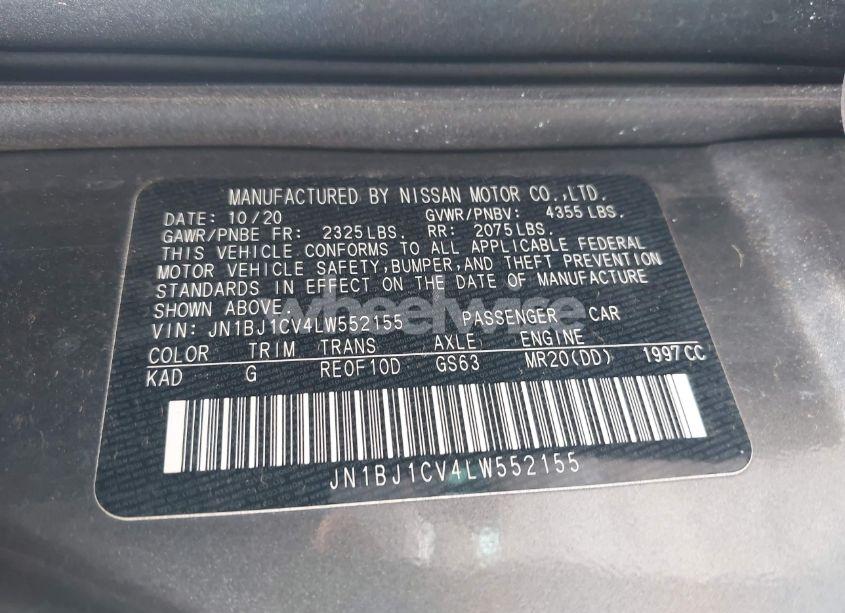 MANUFACTURED BY NISSAN MOTOR CO.,LTD.
DATE: 10/20 GVWR/PNBV: 4355 LBS.
GAWR/PNBE FR: 2325 LBS. RR: 2075 LBS.
THIS VEHICLE CONFORMS TO ALL APPLICABLE FEDERAL
MOTOR VEHICLE SAFETY,BUMPER,AND THEFT PREVENTION
STANDARDS IN EFFECT ON THE DATE OF MANUFACTURE
SHOWN ABOVE.
wheelwise
VIN: JN1BJ1CV4LW552155 PASSENGER CAR
COLOR TRIM TRANS AXLE ENGINE
KAD G RE0F10D GS63 MR20(DD) 1997 CC
JN1BJ1CV4LW552155